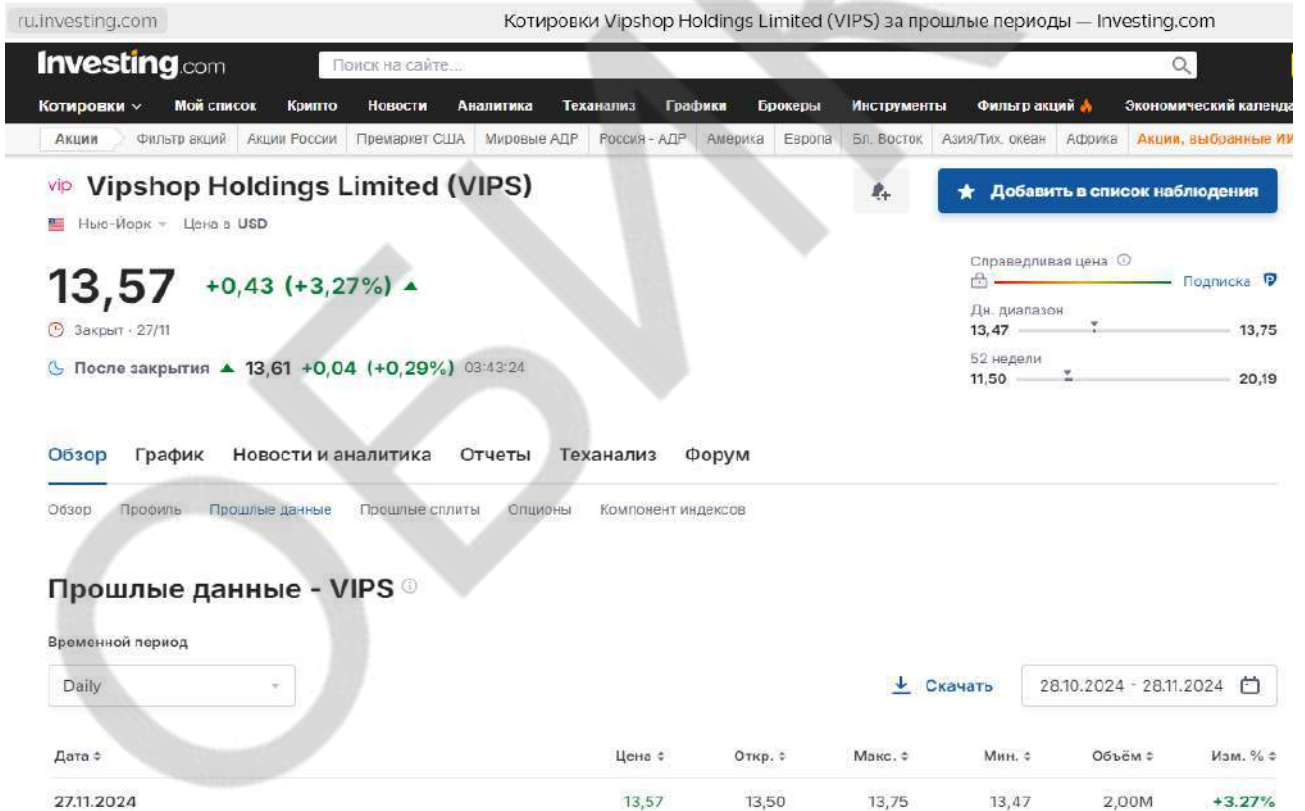 ru.investing.com Котировки Vipshop Holdings Limited (VIPS) за прошлые периоды — Investing.com
Investing.com Поиск на сайте...
Котировки Мой список Крипто Новости Аналитика Теханализ Графики Брокеры Инструменты Фильтр акций Экономический календа
Акции Фильтр акций Акции России Премаркет США Мировые АДР Россия - АДР Америка Европа Бл. Восток Азия/Тих. океан Африка Акции, выбранные ИИ
vip Vipshop Holdings Limited (VIPS) Добавить в список наблюдения
Нью-Йорк Цена в USD
13,57 +0,43 (+3,27%)
Справедливая цена
Подписка
Закрыт · 27/11
Дн. диапазон
13,47 13,75
После закрытия 13,61 +0,04 (+0,29%) 03:43:24
52 недели
11,50 20,19
Обзор График Новости и аналитика Отчеты Теханализ Форум
Обзор Профиль Прошлые данные Прошлые сплиты Опционы Компонент индексов
Прошлые данные - VIPS
Временной период
Daily Скачать 28.10.2024 - 28.11.2024
Дата Цена Откр. Макс. Мин. Объём Изм. %
27.11.2024 13,57 13,50 13,75 13,47 2,00M +3.27%